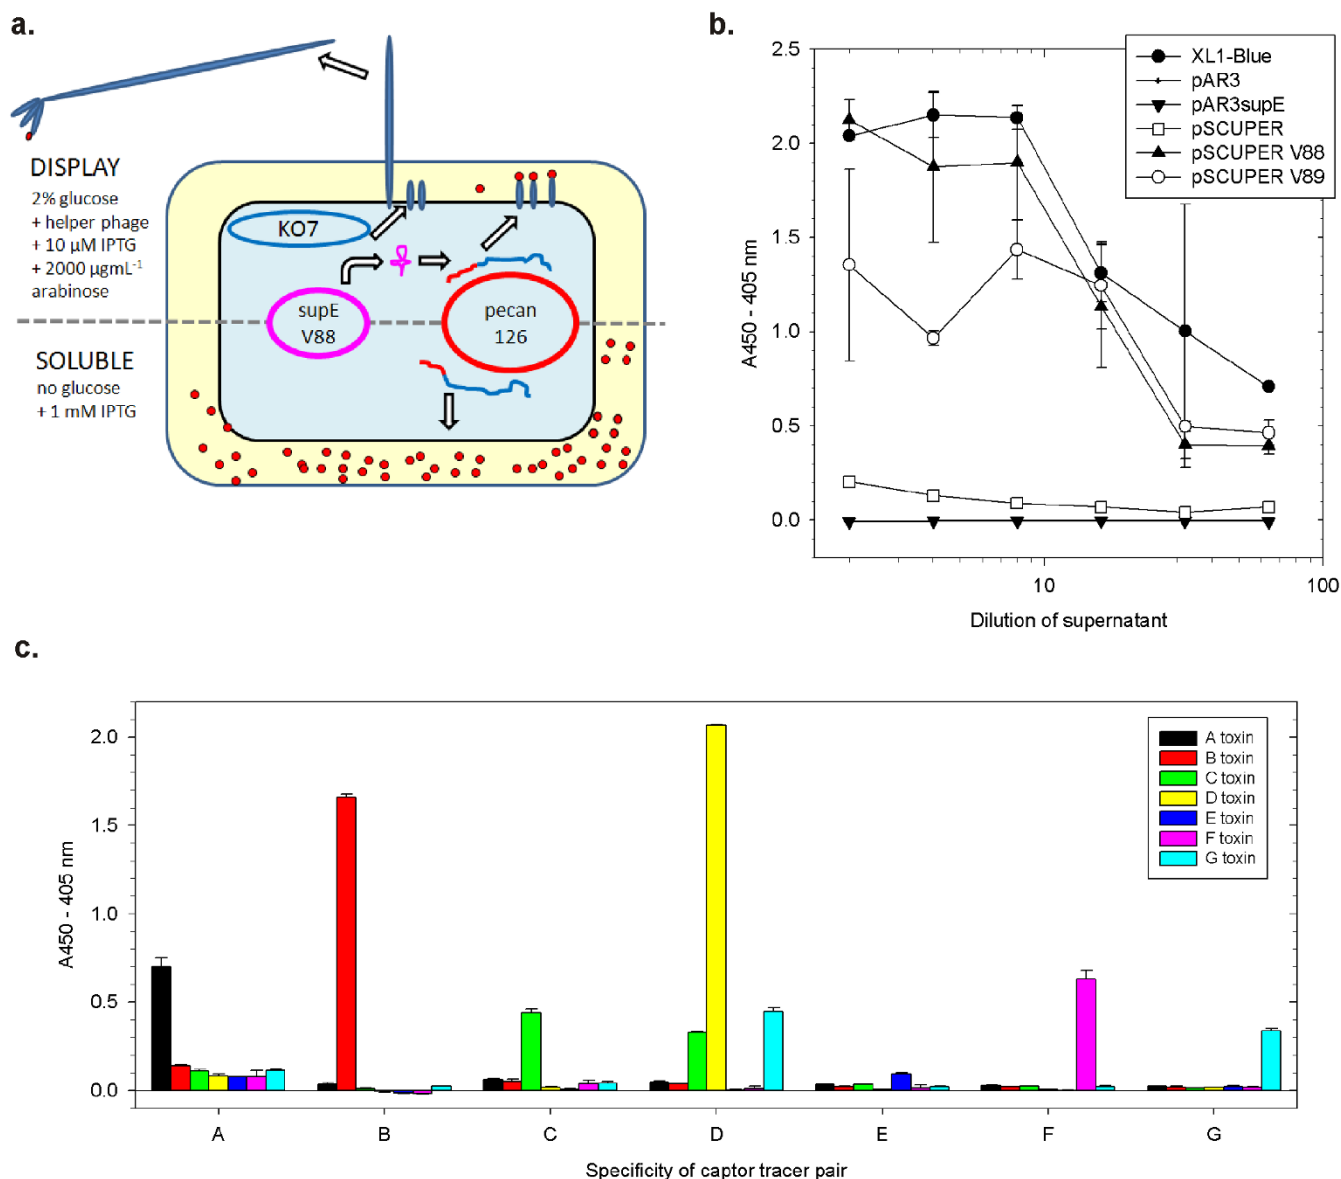 a.
DISPLAY
2% glucose
+ helper phage
+ 10 µM IPTG
+ 2000 µgmL⁻¹
arabinose
KO7
supE
V88
pecan
126
SOLUBLE
no glucose
+ 1 mM IPTG
b.
2.5
2.0
1.5
1.0
0.5
0.0
A450 - 405 nm
10
100
Dilution of supernatant
XL1-Blue
pAR3
pAR3supE
pSCUPER
pSCUPER V88
pSCUPER V89
c.
2.0
1.5
1.0
0.5
0.0
A450 - 405 nm
A toxin
B toxin
C toxin
D toxin
E toxin
F toxin
G toxin
A B C D E F G
Specificity of captor tracer pair